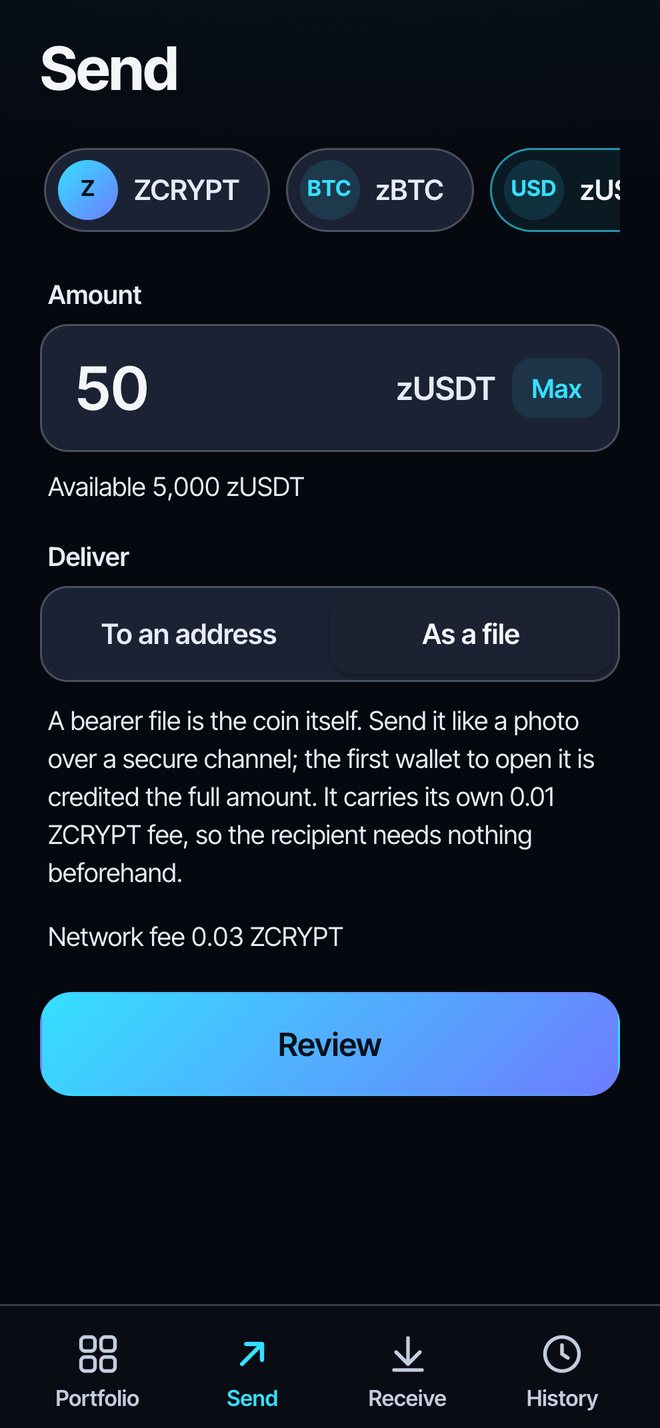 Send
Z ZCRYPT BTC zBTC USD zUS
Amount
50 zUSDT Max
Available 5,000 zUSDT
Deliver
To an address As a file
A bearer file is the coin itself. Send it like a photo
over a secure channel; the first wallet to open it is
credited the full amount. It carries its own 0.01
ZCRYPT fee, so the recipient needs nothing
beforehand.
Network fee 0.03 ZCRYPT
Review
Portfolio Send Receive History